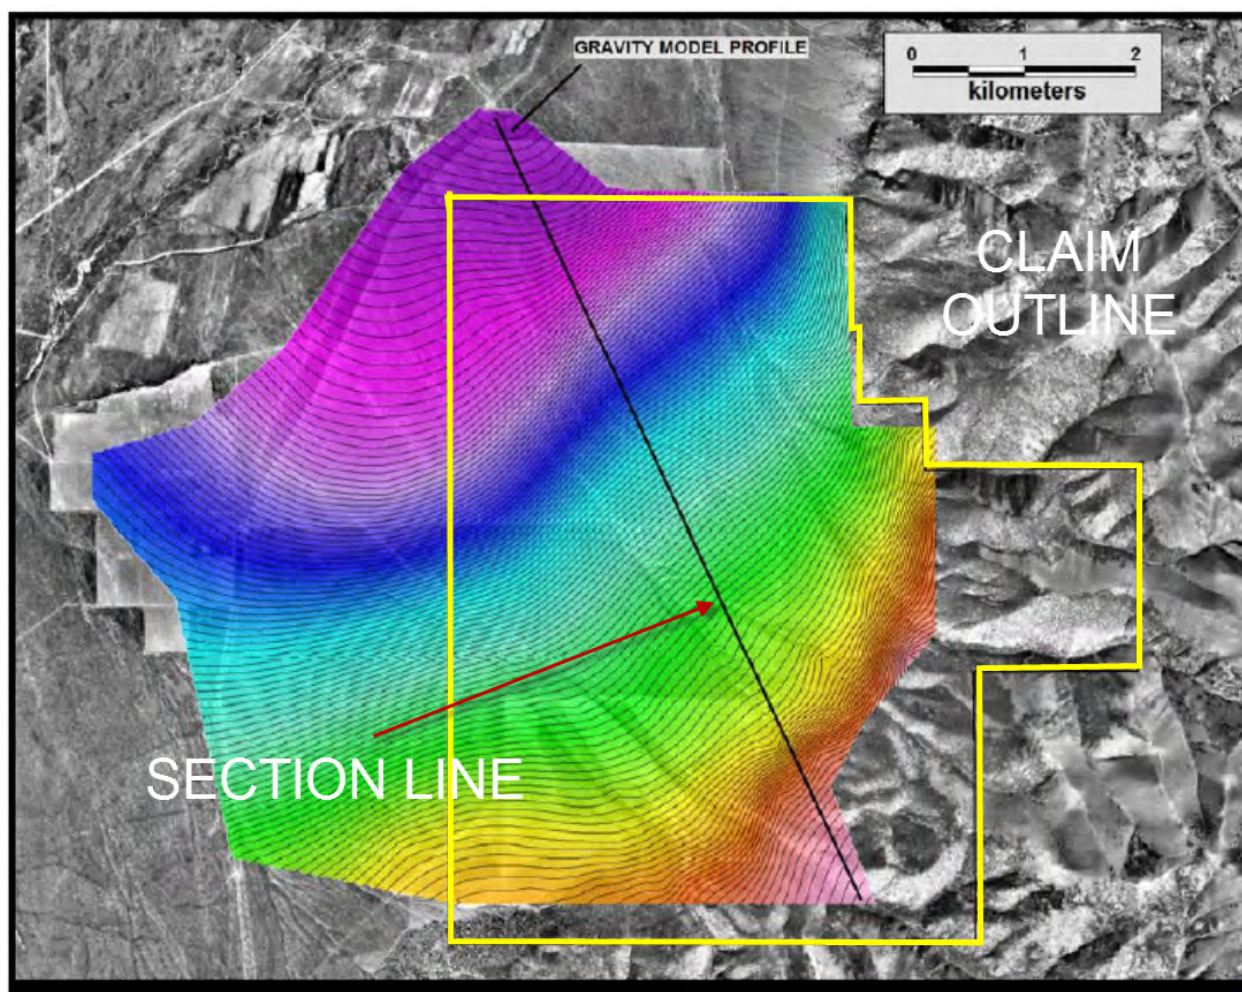 GRAVITY MODEL PROFILE
0 1 2
kilometers
CLAIM
OUTLINE
SECTION LINE